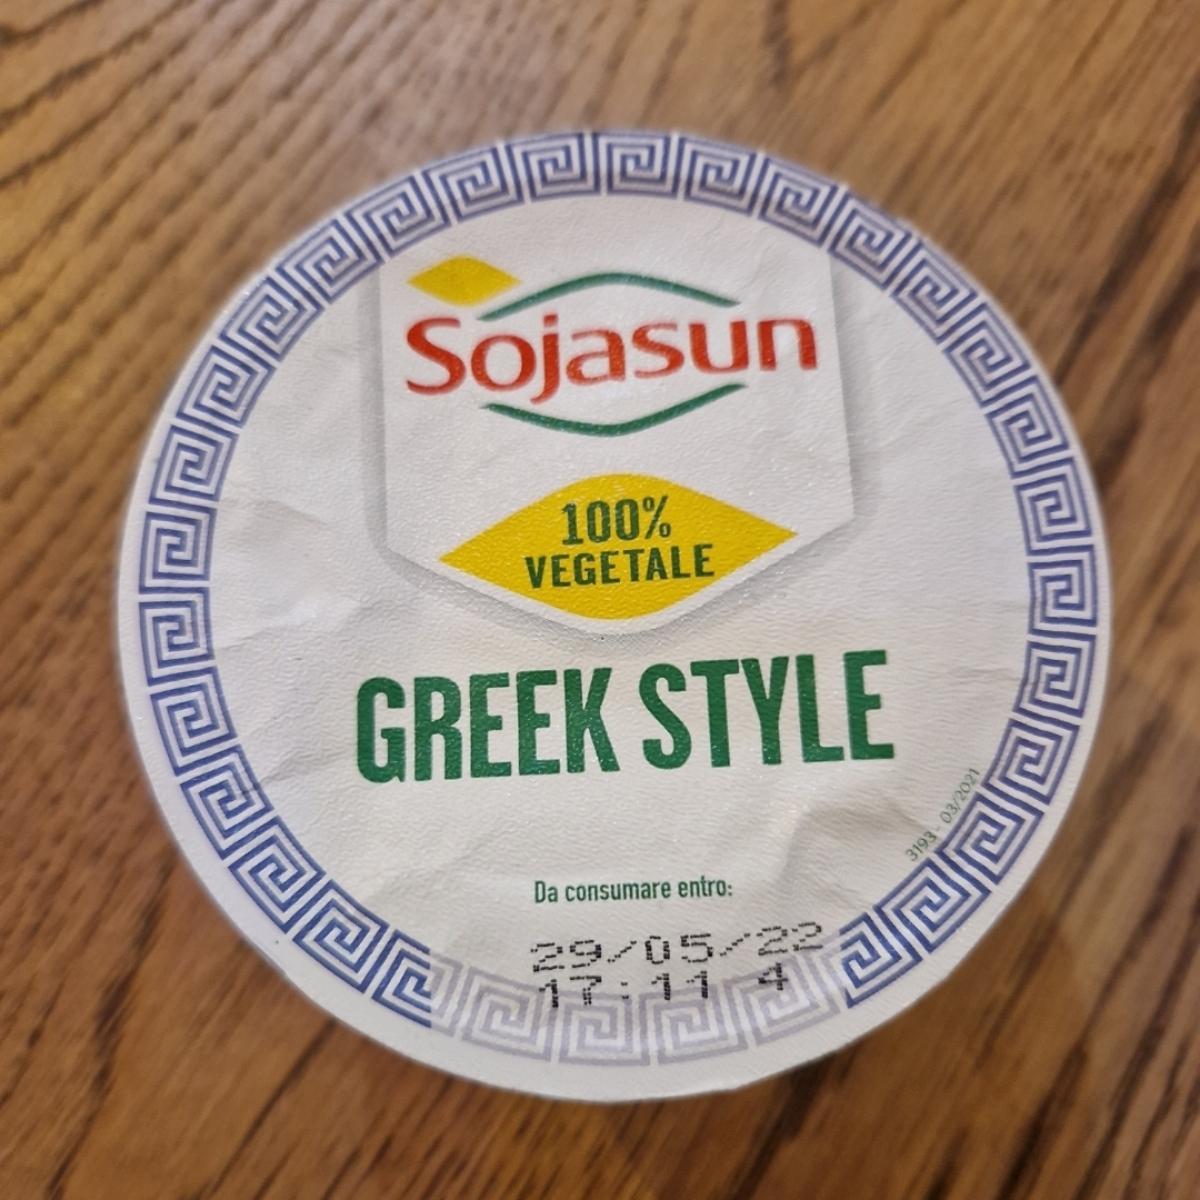 Sojasun
100%
VEGETALE
GREEK STYLE
3193 - 03/2021
Da consumare entro:
29/05/22
17:11 4